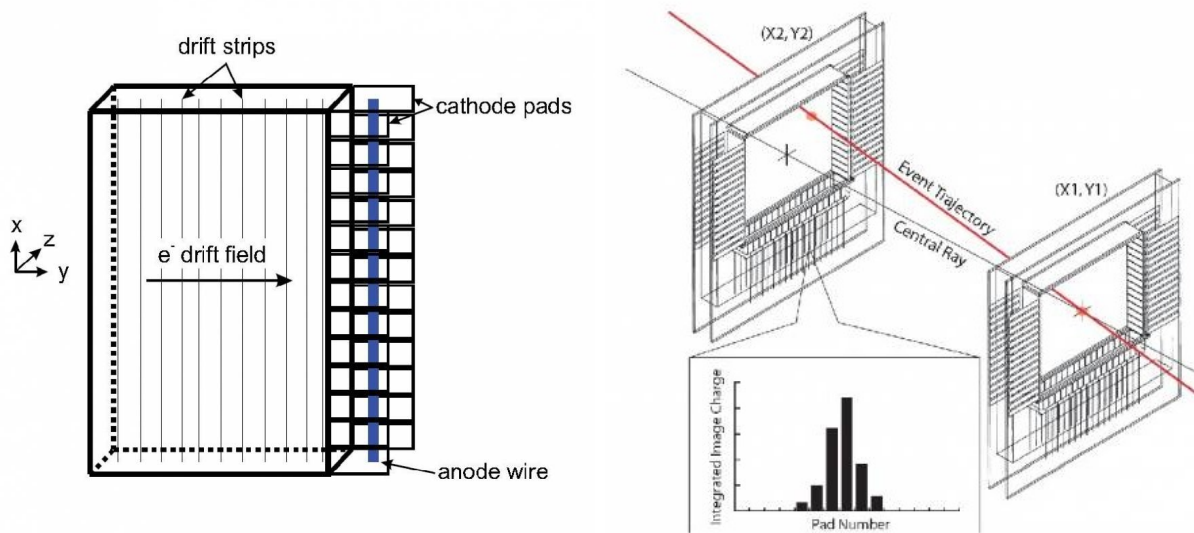 drift strips
cathode pads
x
z
y
e⁻ drift field
anode wire
(X2, Y2)
(X1, Y1)
Event Trajectory
Central Ray
Integrated Image Charge
Pad Number